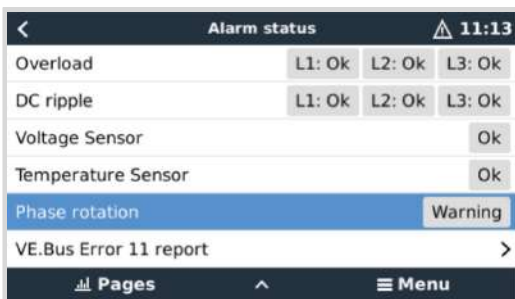 Alarm status 11:13
Overload L1: Ok L2: Ok L3: Ok
DC ripple L1: Ok L2: Ok L3: Ok
Voltage Sensor Ok
Temperature Sensor Ok
Phase rotation Warning
VE.Bus Error 11 report
Pages Menu